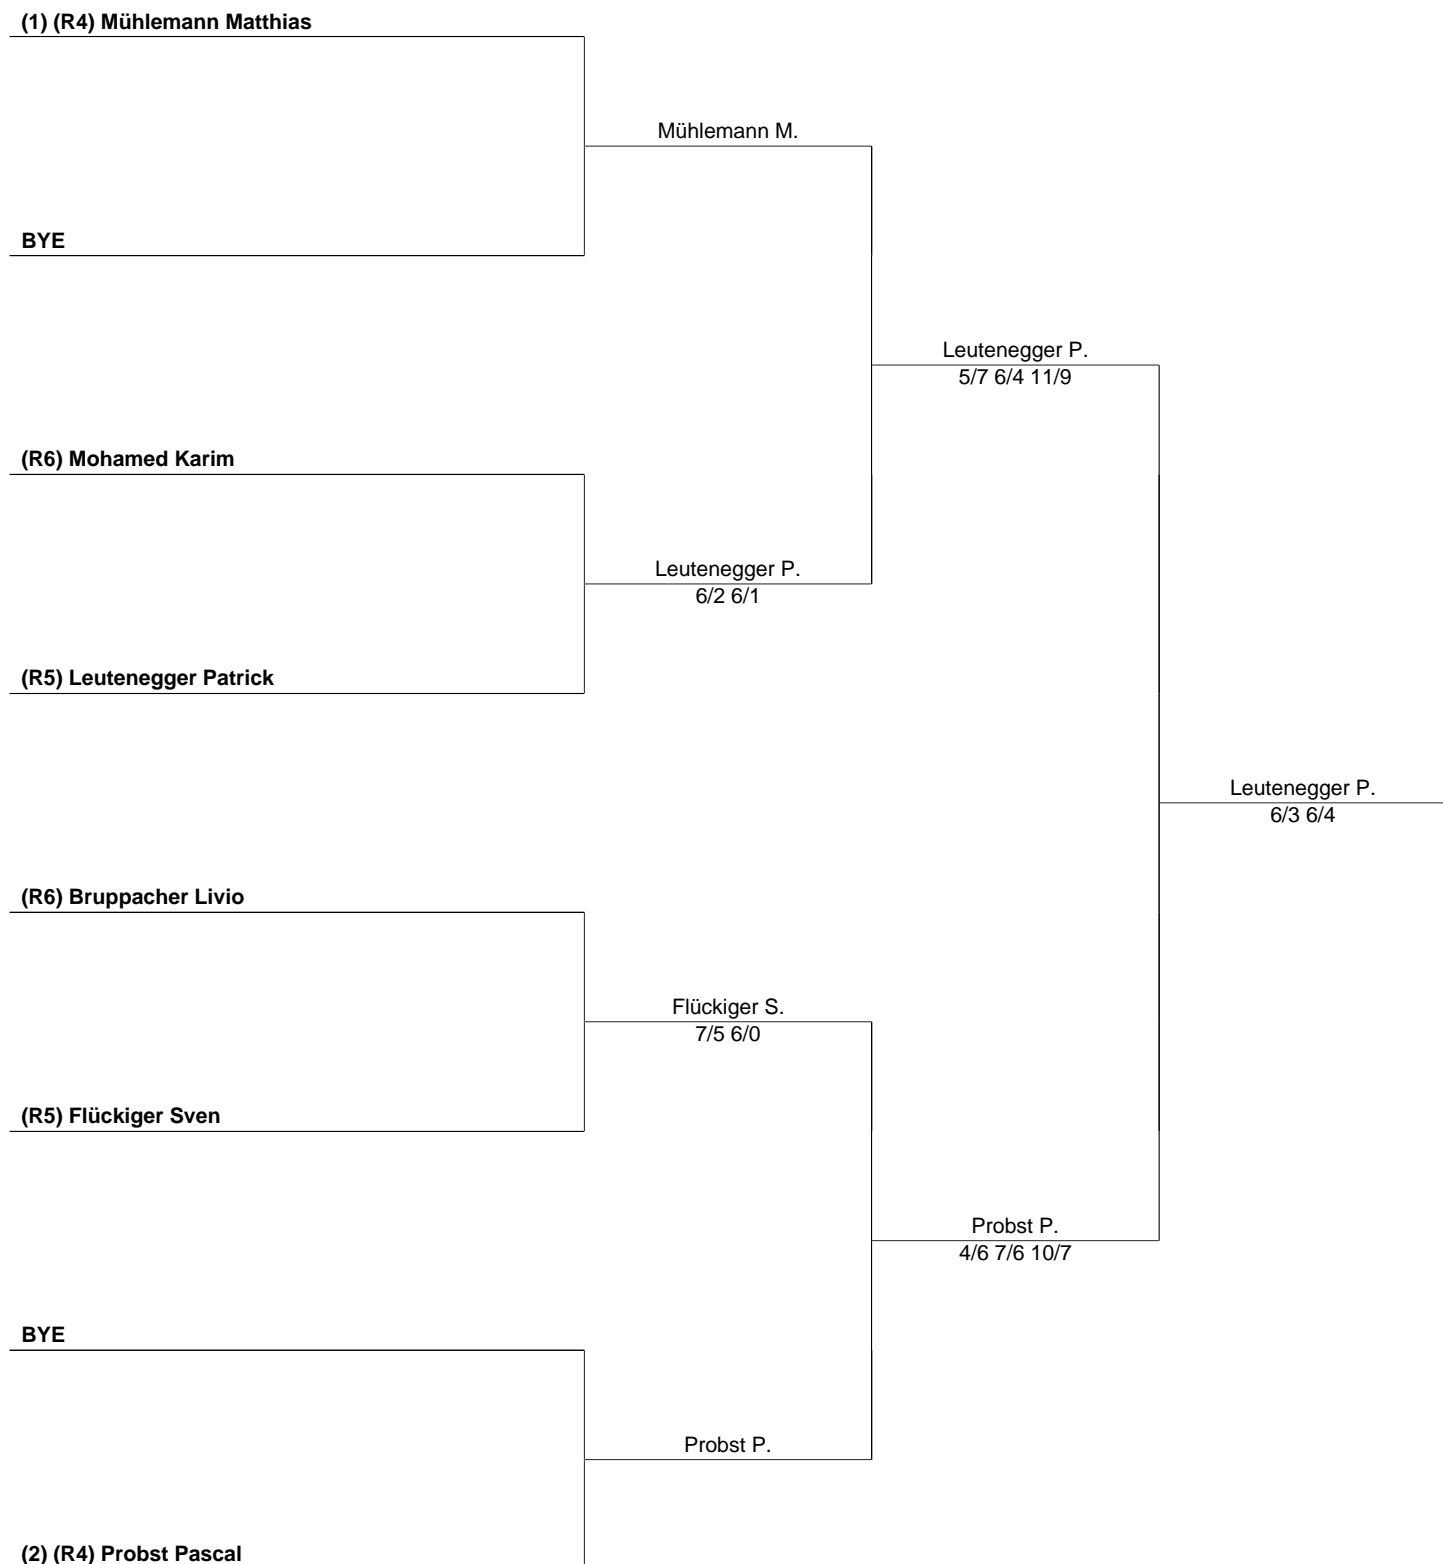 (1) (R4) Mühlemann Matthias
Mühlemann M.
BYE
Leutenegger P.
5/7 6/4 11/9
(R6) Mohamed Karim
Leutenegger P.
6/2 6/1
(R5) Leutenegger Patrick
Leutenegger P.
6/3 6/4
(R6) Bruppacher Livio
Flückiger S.
7/5 6/0
(R5) Flückiger Sven
Probst P.
4/6 7/6 10/7
BYE
Probst P.
(2) (R4) Probst Pascal